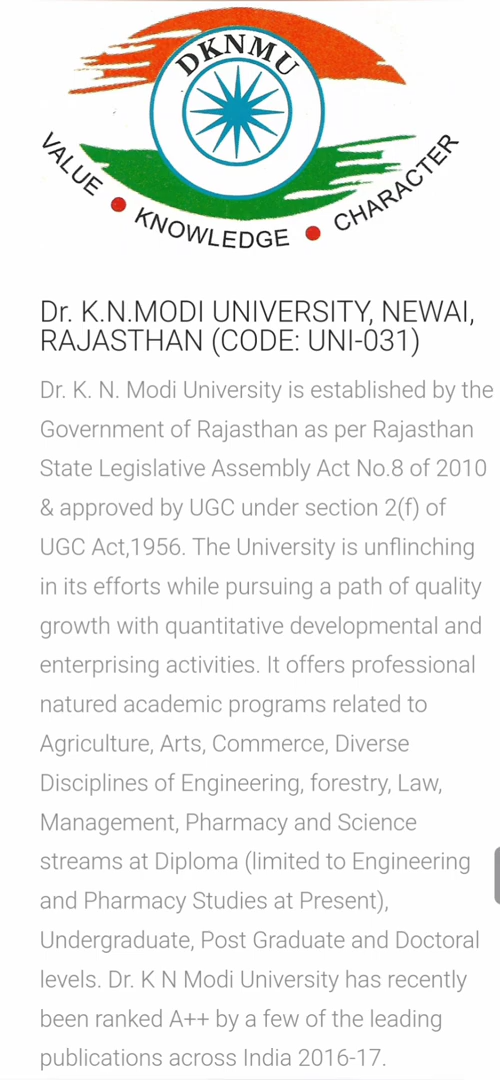 DKNMU
VALUE • KNOWLEDGE • CHARACTER
Dr. K.N.MODI UNIVERSITY, NEWAI,
RAJASTHAN (CODE: UNI-031)
Dr. K. N. Modi University is established by the
Government of Rajasthan as per Rajasthan
State Legislative Assembly Act No.8 of 2010
& approved by UGC under section 2(f) of
UGC Act,1956. The University is unflinching
in its efforts while pursuing a path of quality
growth with quantitative developmental and
enterprising activities. It offers professional
natured academic programs related to
Agriculture, Arts, Commerce, Diverse
Disciplines of Engineering, forestry, Law,
Management, Pharmacy and Science
streams at Diploma (limited to Engineering
and Pharmacy Studies at Present),
Undergraduate, Post Graduate and Doctoral
levels. Dr. K N Modi University has recently
been ranked A++ by a few of the leading
publications across India 2016-17.